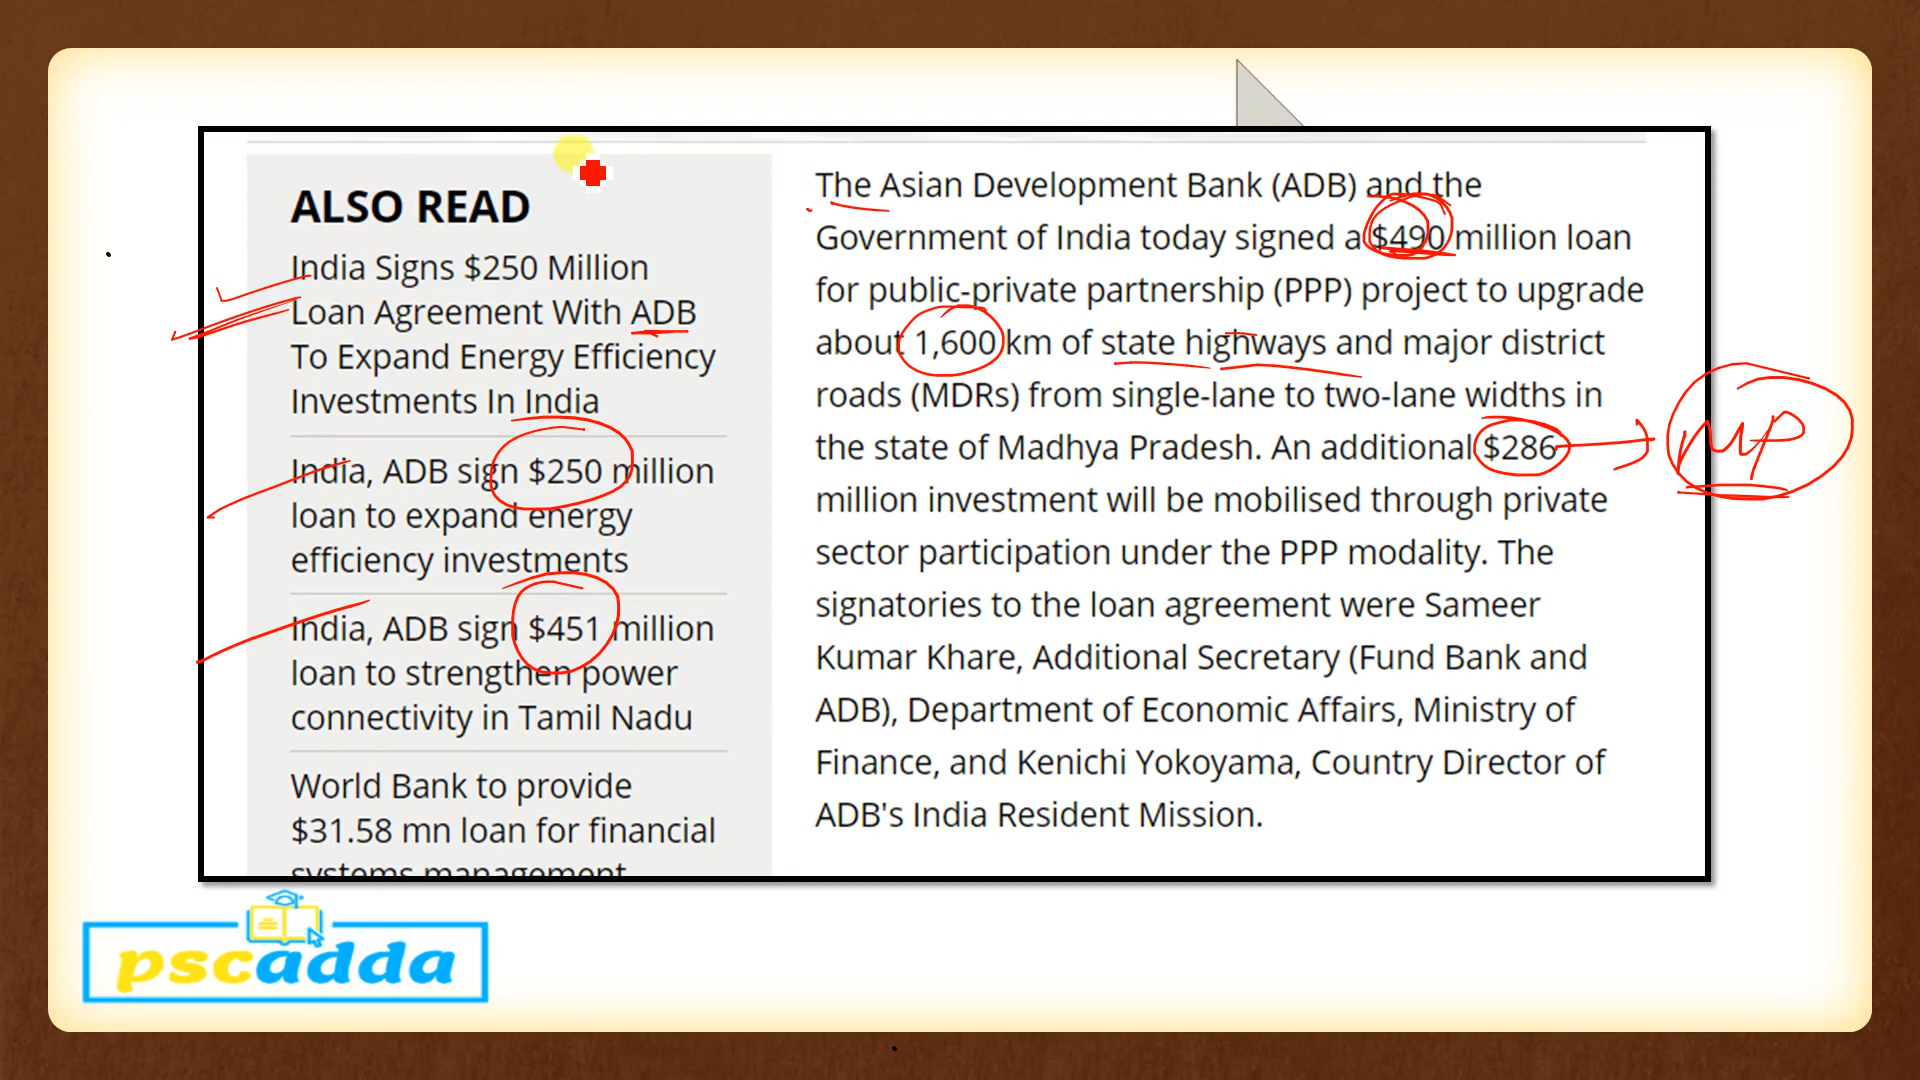 ALSO READ
India Signs $250 Million
Loan Agreement With ADB
To Expand Energy Efficiency
Investments In India
India, ADB sign $250 million
loan to expand energy
efficiency investments
India, ADB sign $451 million
loan to strengthen power
connectivity in Tamil Nadu
World Bank to provide
$31.58 mn loan for financial
systems management
The Asian Development Bank (ADB) and the
Government of India today signed a $490 million loan
for public-private partnership (PPP) project to upgrade
about 1,600 km of state highways and major district
roads (MDRs) from single-lane to two-lane widths in
the state of Madhya Pradesh. An additional $286
million investment will be mobilised through private
sector participation under the PPP modality. The
signatories to the loan agreement were Sameer
Kumar Khare, Additional Secretary (Fund Bank and
ADB), Department of Economic Affairs, Ministry of
Finance, and Kenichi Yokoyama, Country Director of
ADB's India Resident Mission.
MP
pscadda